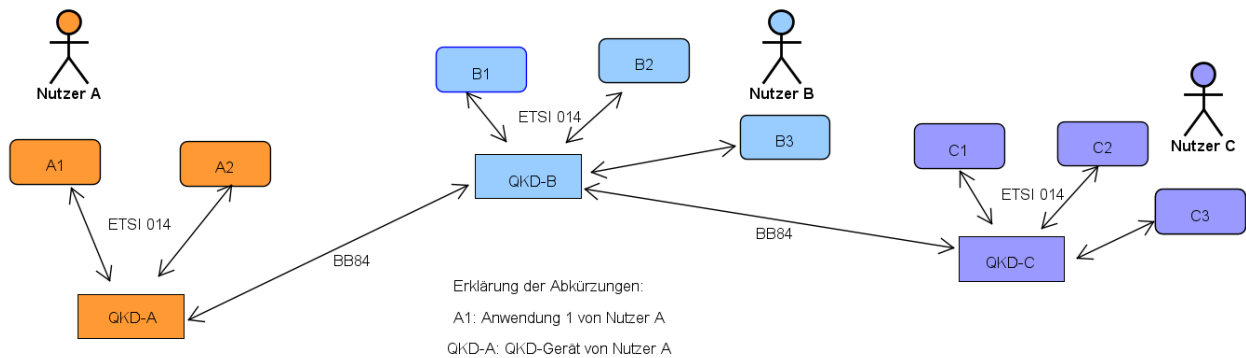 Nutzer A
Nutzer B
Nutzer C
B1
B2
ETSI 014
B3
QKD-B
A1
A2
ETSI 014
QKD-A
BB84
C1
C2
ETSI 014
C3
QKD-C
BB84
Erklärung der Abkürzungen:
A1: Anwendung 1 von Nutzer A
QKD-A: QKD-Gerät von Nutzer A